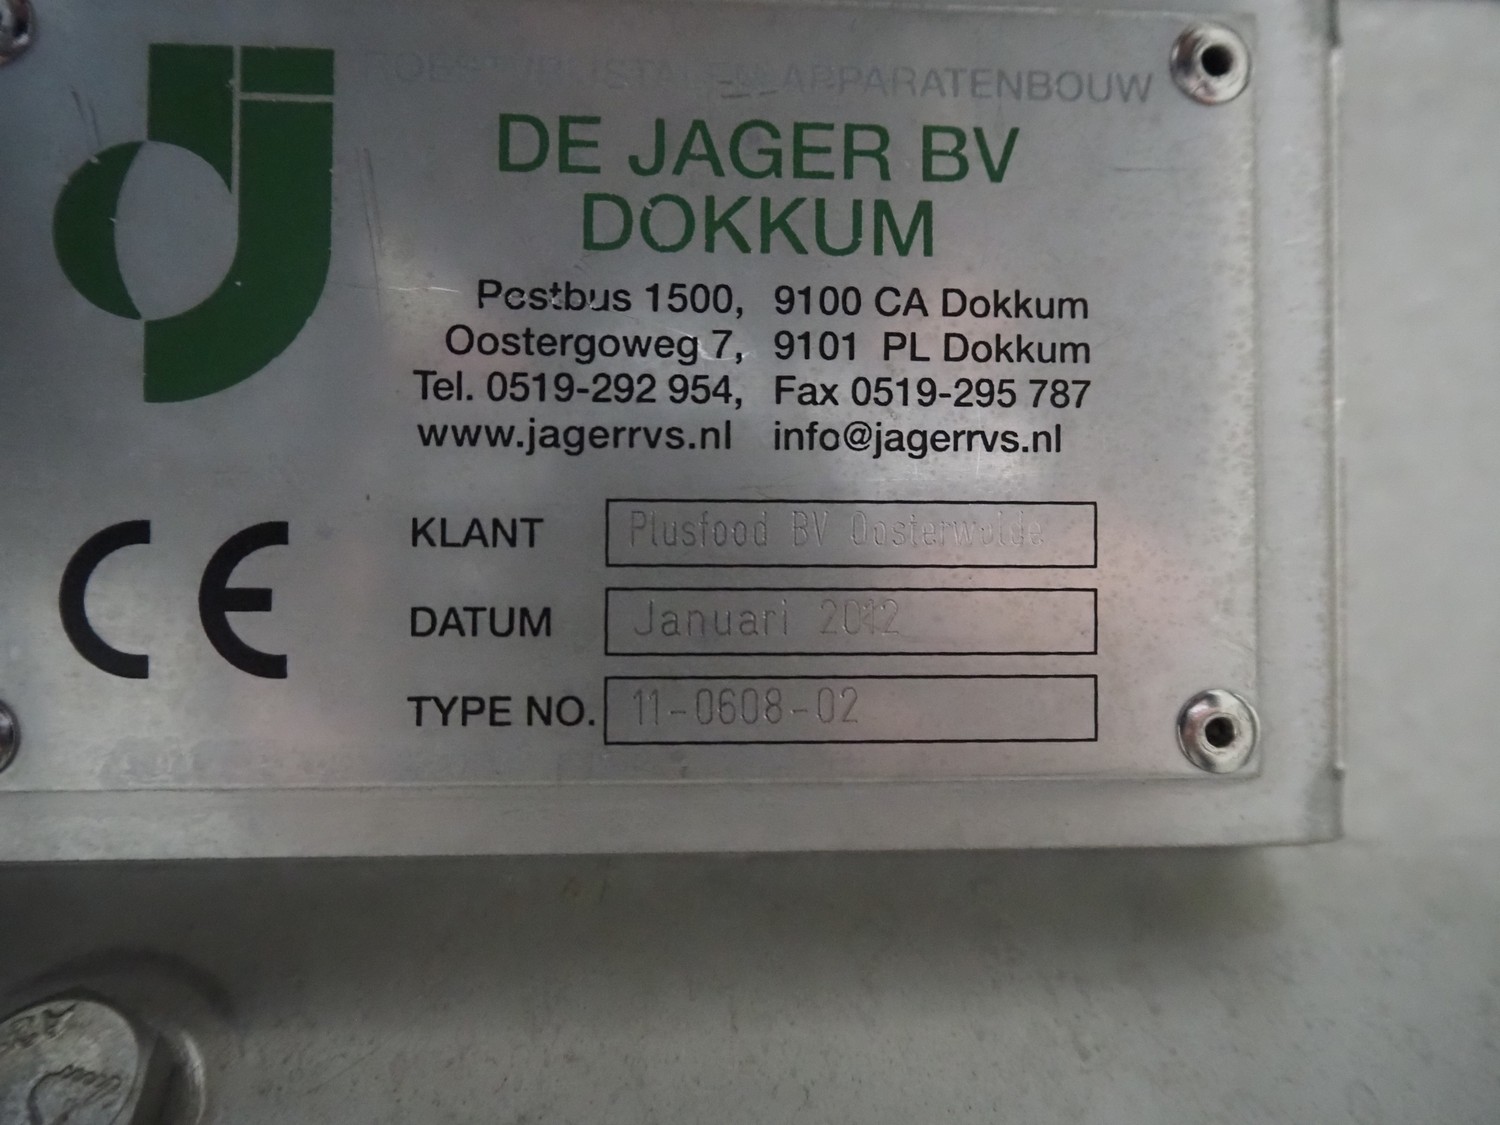 ROESTVRIJSTALEN APPARATENBOUW
DE JAGER BV
DOKKUM
Postbus 1500, 9100 CA Dokkum
Oostergoweg 7, 9101 PL Dokkum
Tel. 0519-292 954, Fax 0519-295 787
www.jagerrvs.nl info@jagerrvs.nl
CE
KLANT Plusfood BV Oosterwolde
DATUM Januari 2012
TYPE NO. 11-0608-02